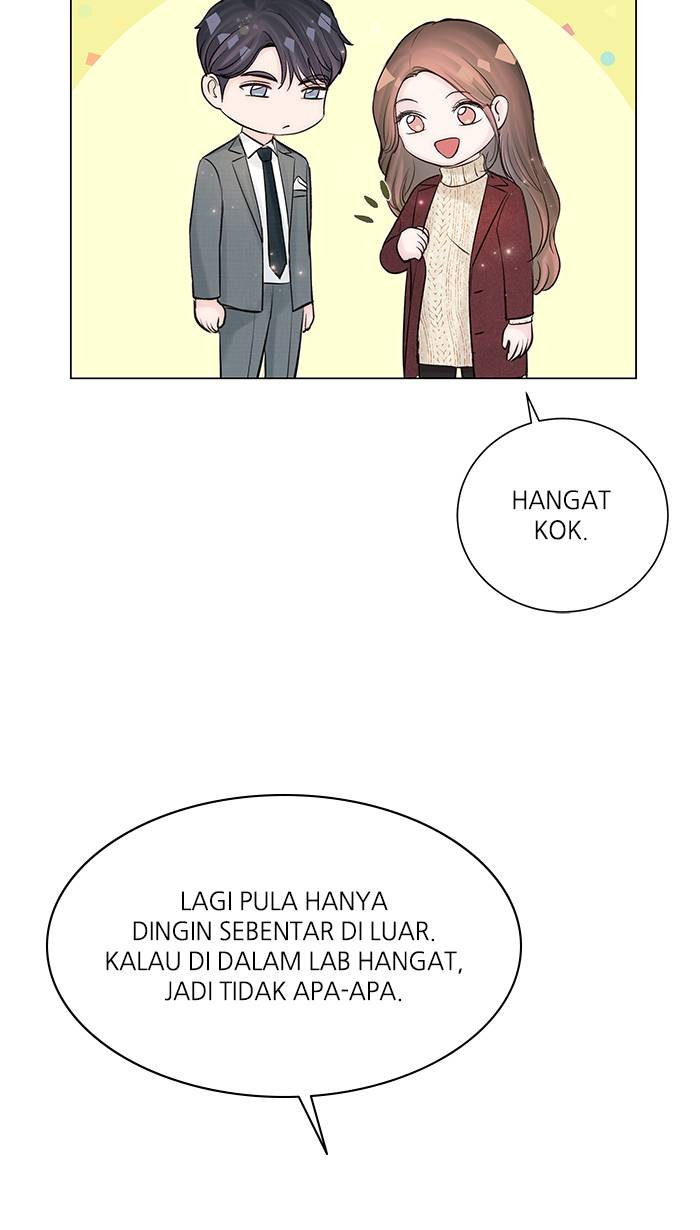 HANGAT
KOK.
LAGI PULA HANYA
DINGIN SEBENTAR DI LUAR.
KALAU DI DALAM LAB HANGAT,
JADI TIDAK APA-APA.